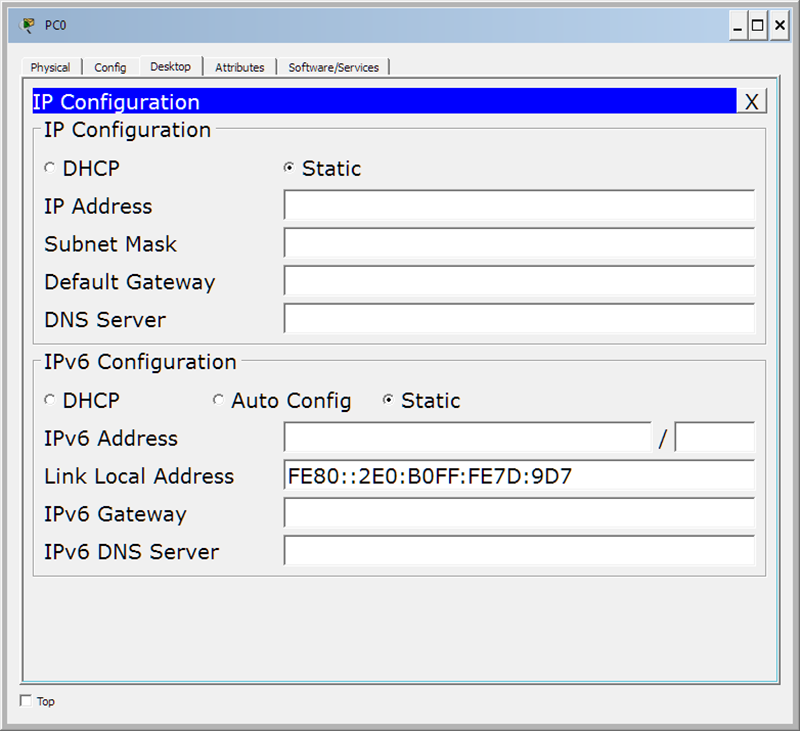 PC0
Physical Config Desktop Attributes Software/Services
IP Configuration X
IP Configuration
DHCP Static
IP Address
Subnet Mask
Default Gateway
DNS Server
IPv6 Configuration
DHCP Auto Config Static
IPv6 Address /
Link Local Address FE80::2E0:B0FF:FE7D:9D7
IPv6 Gateway
IPv6 DNS Server
Top